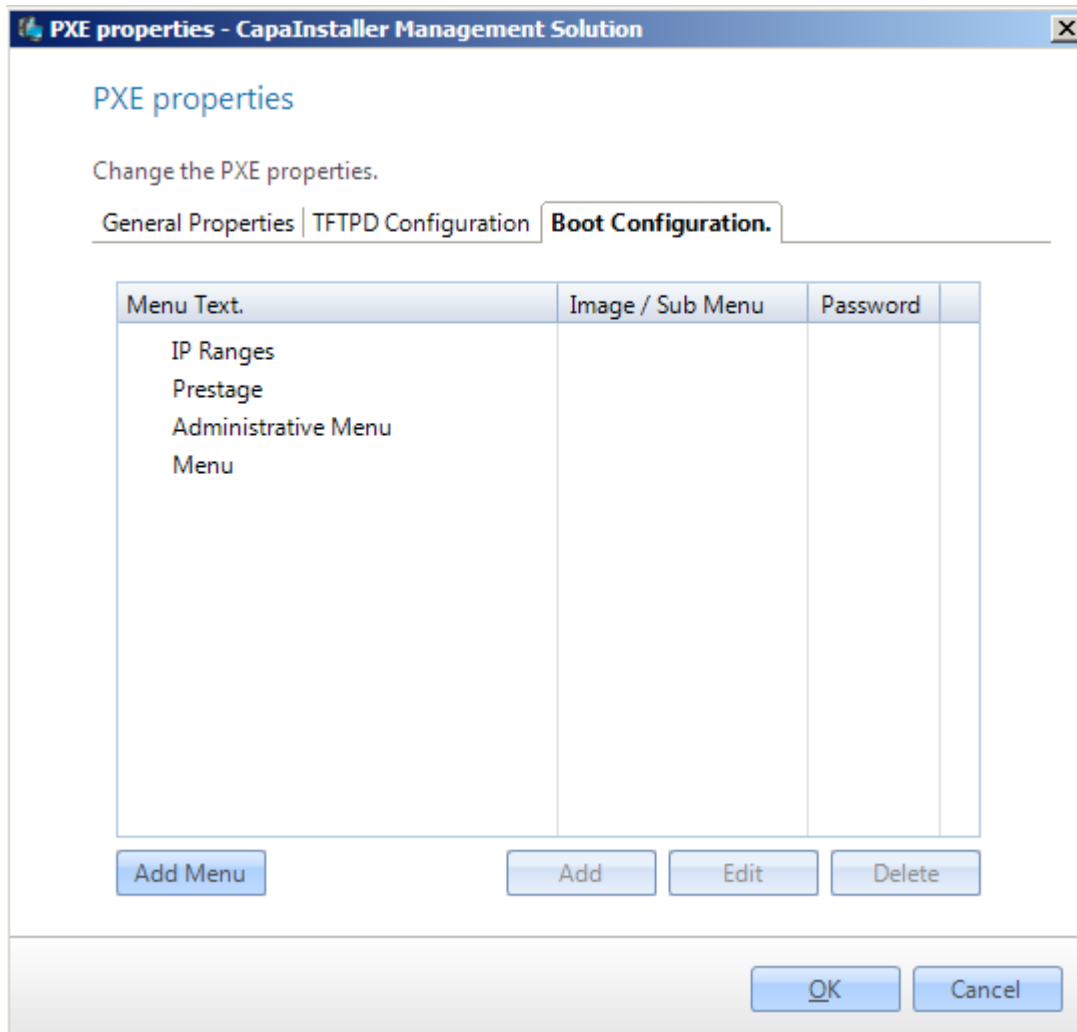 PXE properties - CapaInstaller Management Solution
PXE properties
Change the PXE properties.
General Properties TFTPD Configuration Boot Configuration.
Menu Text. Image / Sub Menu Password
IP Ranges
Prestage
Administrative Menu
Menu
Add Menu Add Edit Delete
OK Cancel